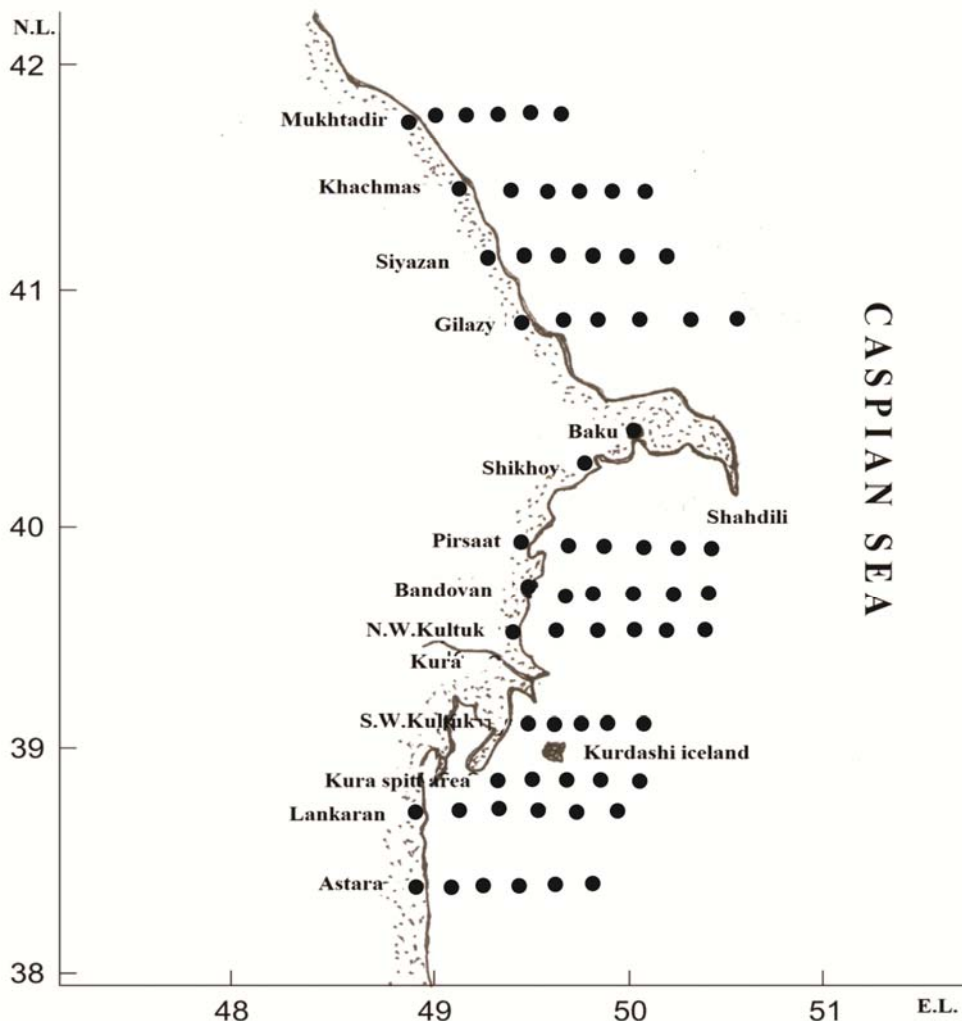 N.L.
42
Mukhtadir
Khachmas
Siyazan
41
Gilazy
CASPIAN SEA
Baku
Shikhoy
Shahdili
40
Pirsaat
Bandovan
N.W.Kultuk
Kura
S.W.Kultuk
39
Kurdashi iceland
Kura spitt area
Lankaran
Astara
38
48
49
50
51
E.L.